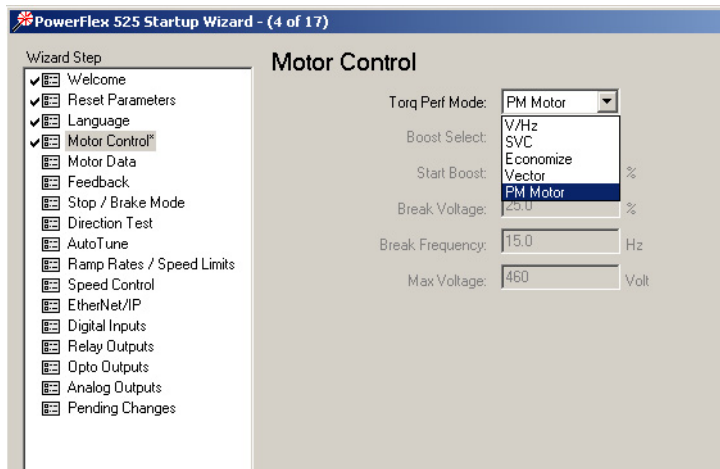 PowerFlex 525 Startup Wizard - (4 of 17)
Wizard Step
Welcome
Reset Parameters
Language
Motor Control*
Motor Data
Feedback
Stop / Brake Mode
Direction Test
AutoTune
Ramp Rates / Speed Limits
Speed Control
EtherNet/IP
Digital Inputs
Relay Outputs
Opto Outputs
Analog Outputs
Pending Changes
Motor Control
Torq Perf Mode: PM Motor
V/Hz
SVC
Economize
Vector
PM Motor
Boost Select:
Start Boost: %
Break Voltage: 25.0 %
Break Frequency: 15.0 Hz
Max Voltage: 460 Volt